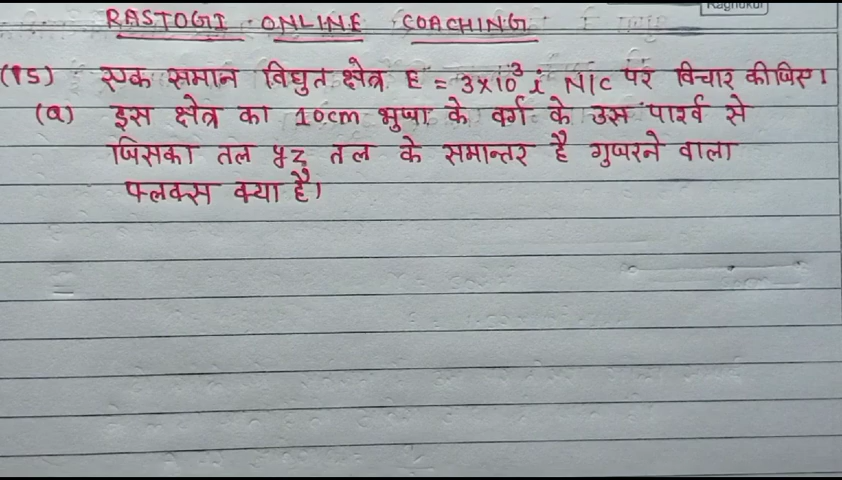 Raghukul
RASTOGI ONLINE COACHING
(15) एक समान विघुत क्षेत्र E = 3×10³ i N/c पर विचार कीजिए।
(a) इस क्षेत्र का 10cm भुजा के वर्ग के उस पार्श्व से
जिसका तल yz तल के समान्तर है गुजरने वाला
फ्लक्स क्या है।